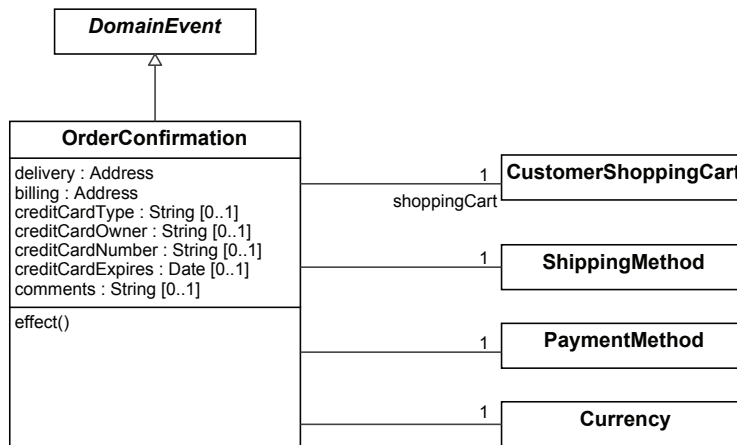 DomainEvent
OrderConfirmation
delivery : Address
billing : Address
creditCardType : String [0..1]
creditCardOwner : String [0..1]
creditCardNumber : String [0..1]
creditCardExpires : Date [0..1]
comments : String [0..1]
effect()
1
shoppingCart
CustomerShoppingCart
1
ShippingMethod
1
PaymentMethod
1
Currency